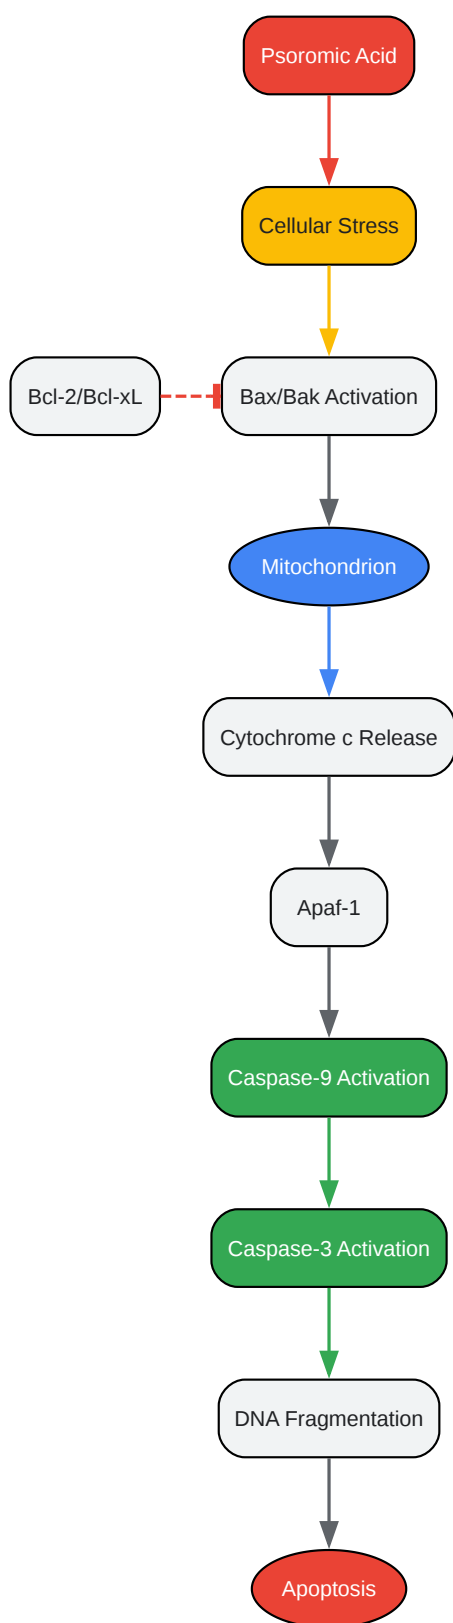 Psoromic Acid
Cellular Stress
Bcl-2/Bcl-xL
Bax/Bak Activation
Mitochondrion
Cytochrome c Release
Apaf-1
Caspase-9 Activation
Caspase-3 Activation
DNA Fragmentation
Apoptosis